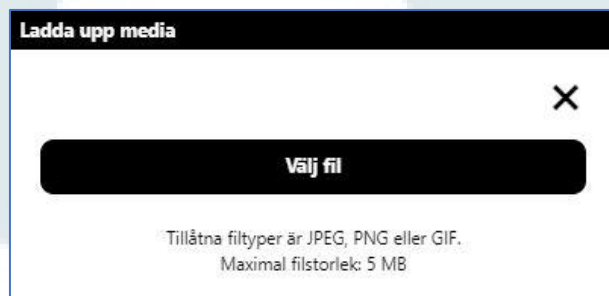 Ladda upp media
Välj fil
Tillåtna filtyper är JPEG, PNG eller GIF.
Maximal filstorlek: 5 MB